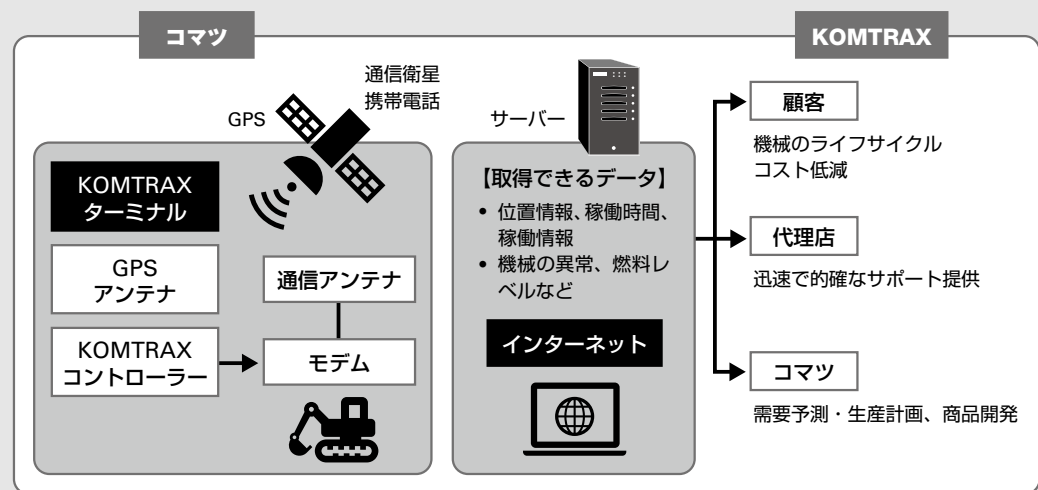 コマツ
KOMTRAX
通信衛星
携帯電話
GPS
KOMTRAX
ターミナル
GPS
アンテナ
KOMTRAX
コントローラー
通信アンテナ
モデム
サーバー
【取得できるデータ】
• 位置情報、稼働時間、
稼働情報
• 機械の異常、燃料レ
ベルなど
インターネット
顧客
機械のライフサイクル
コスト低減
代理店
迅速で的確なサポート提供
コマツ
需要予測・生産計画、商品開発